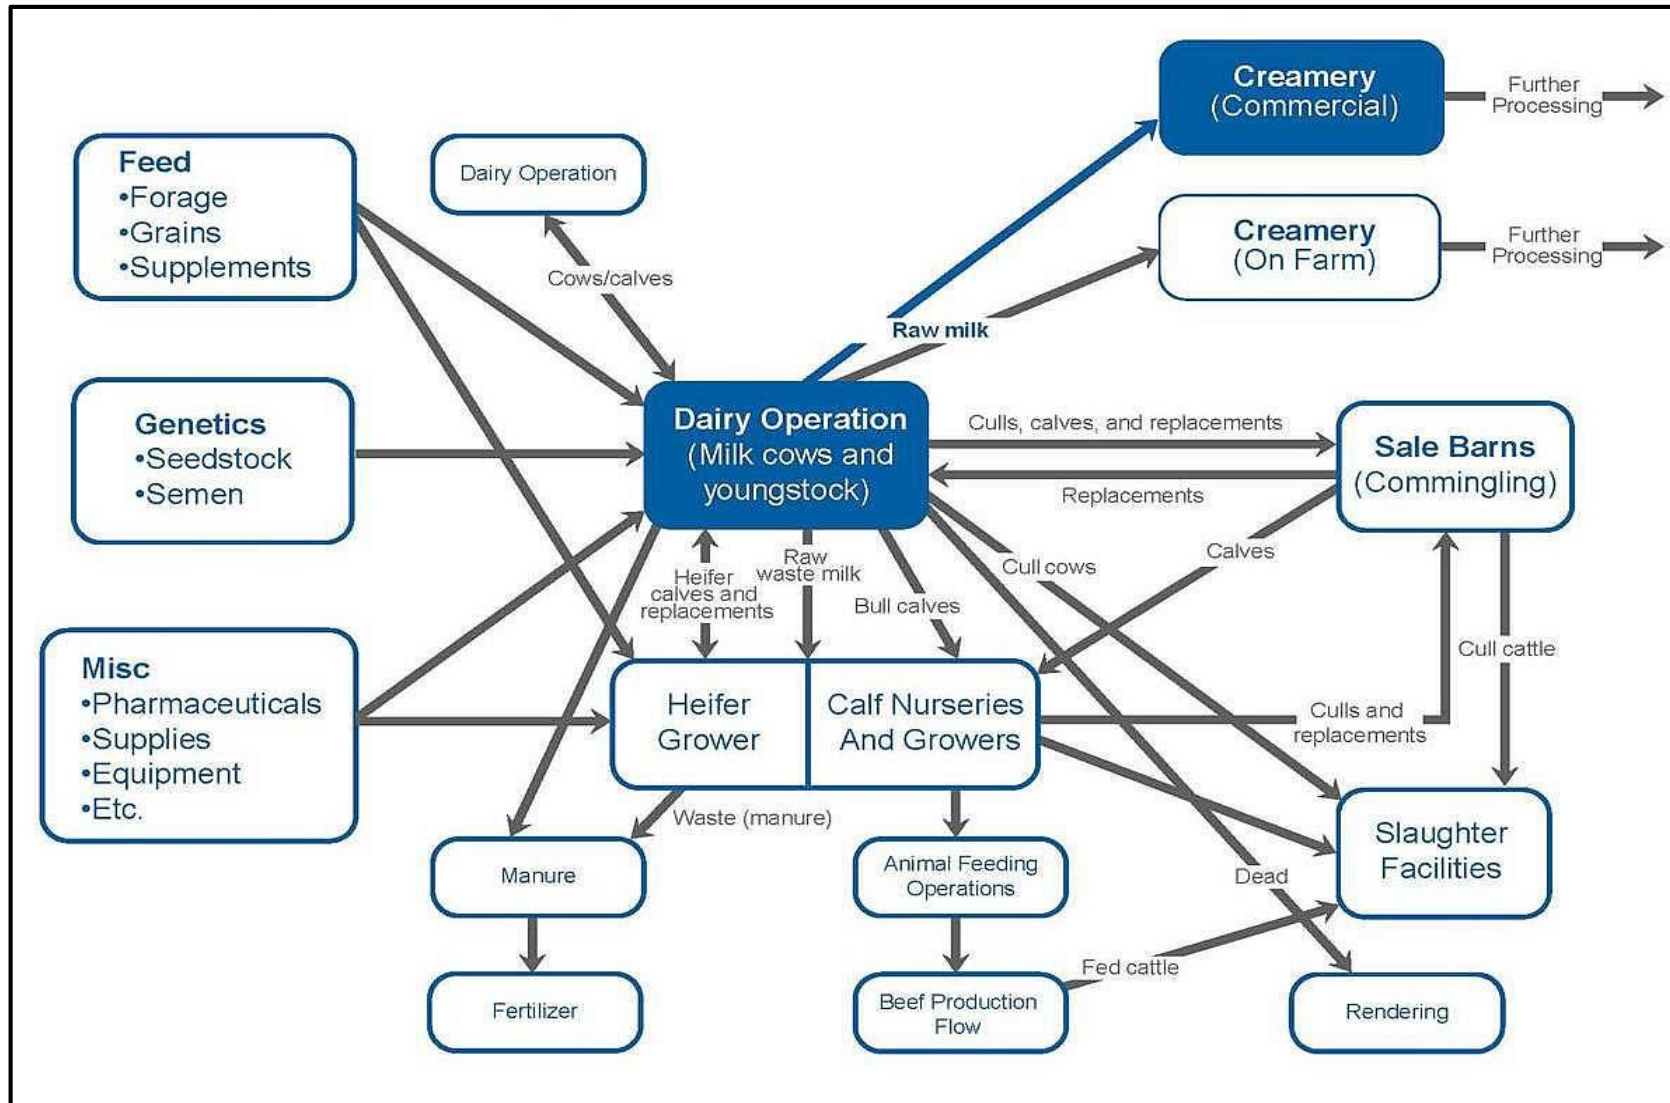 Creamery
(Commercial)
Further
Processing
Feed
•Forage
•Grains
•Supplements
Dairy Operation
Creamery
(On Farm)
Further
Processing
Cows/calves
Raw milk
Genetics
•Seedstock
•Semen
Dairy Operation
(Milk cows and
youngstock)
Culls, calves, and replacements
Replacements
Sale Barns
(Commingling)
Heifer
calves and
replacements
Raw
waste milk
Bull calves
Cull cows
Calves
Cull cattle
Misc
•Pharmaceuticals
•Supplies
•Equipment
•Etc.
Heifer
Grower
Calf Nurseries
And Growers
Culls and
replacements
Waste (manure)
Manure
Animal Feeding
Operations
Slaughter
Facilities
Dead
Fertilizer
Beef Production
Flow
Fed cattle
Rendering